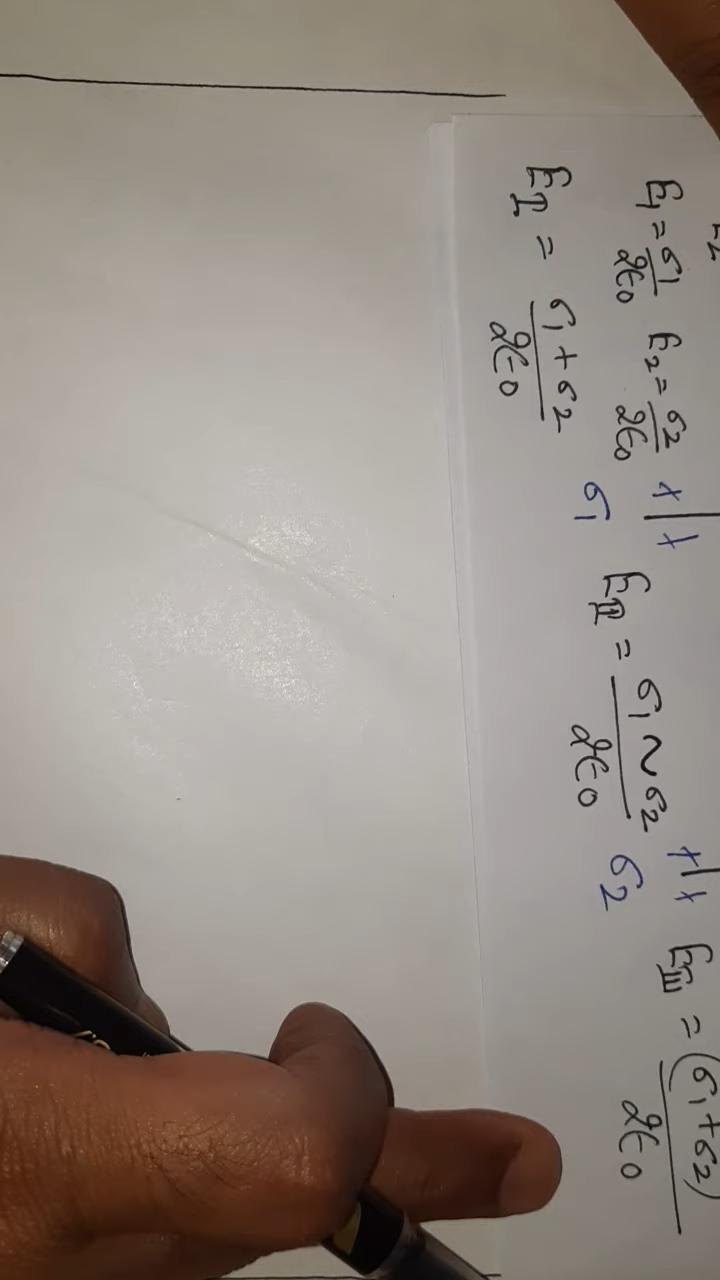 E₁ = σ₁/2ϵ₀ E₂ = σ₂/2ϵ₀ + | + + | +
E_I = (σ₁ + σ₂)/2ϵ₀ σ₁ E_II = (σ₁ ~ σ₂)/2ϵ₀ σ₂ E_III = (σ₁ + σ₂)/2ϵ₀